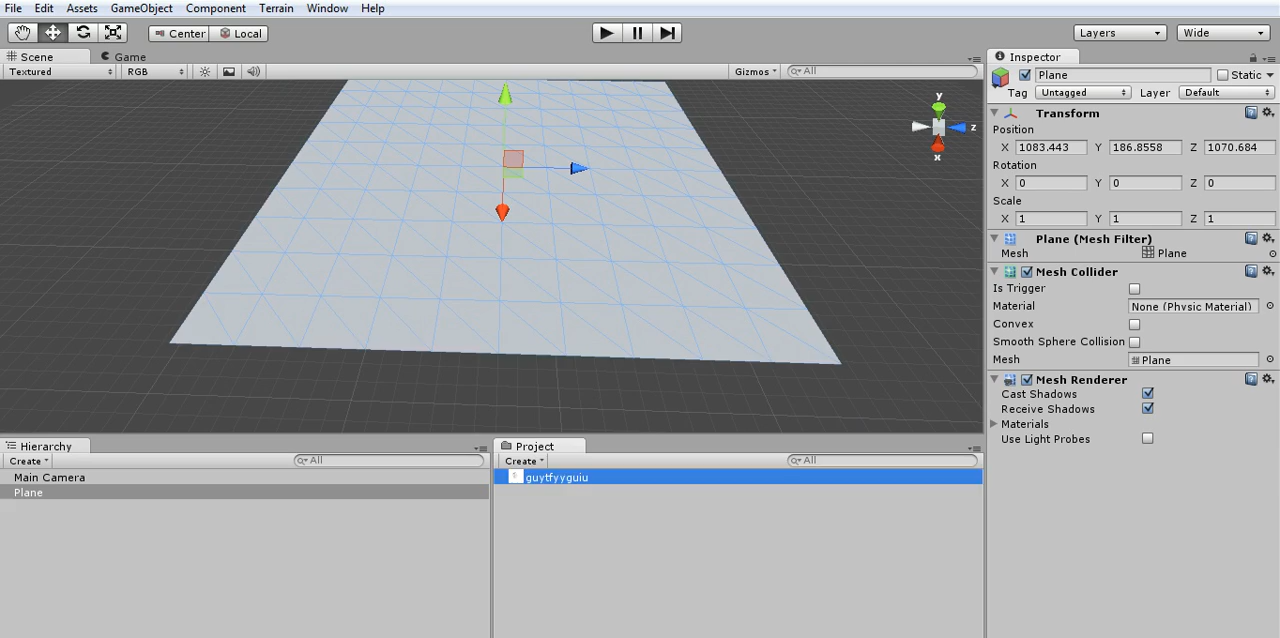 File Edit Assets GameObject Component Terrain Window Help
Center Local
Layers Wide
Scene Game
Textured RGB Gizmos All
y
z
x
Inspector
Plane Static
Tag Untagged Layer Default
Transform
Position
X 1083.443 Y 186.8558 Z 1070.684
Rotation
X 0 Y 0 Z 0
Scale
X 1 Y 1 Z 1
Plane (Mesh Filter)
Mesh Plane
Mesh Collider
Is Trigger
Material None (Physic Material)
Convex
Smooth Sphere Collision
Mesh Plane
Mesh Renderer
Cast Shadows
Receive Shadows
Materials
Use Light Probes
Hierarchy
Create All
Main Camera
Plane
Project
Create All
guytfyyguiu